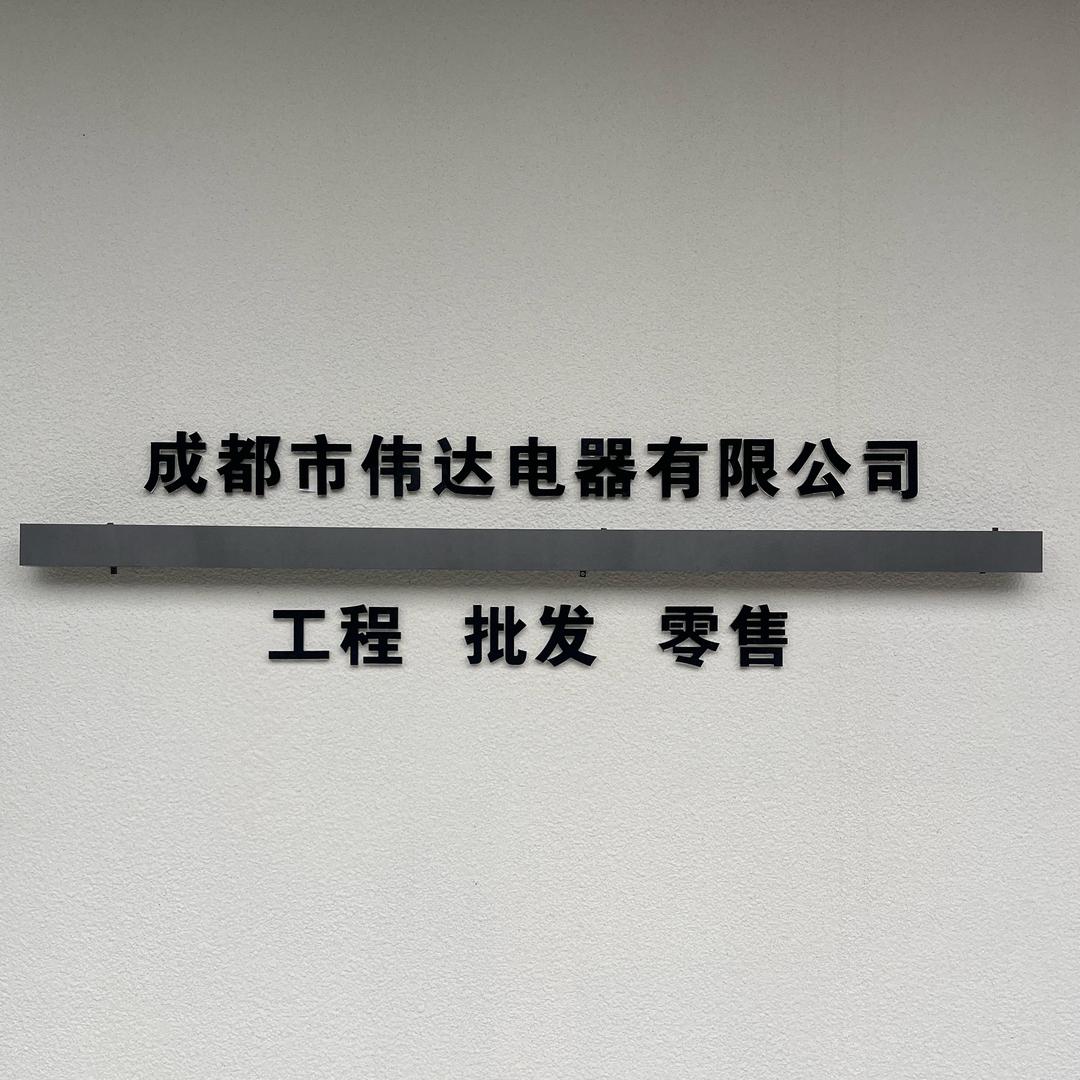 成都市伟达电器有限公司
工程 批发 零售